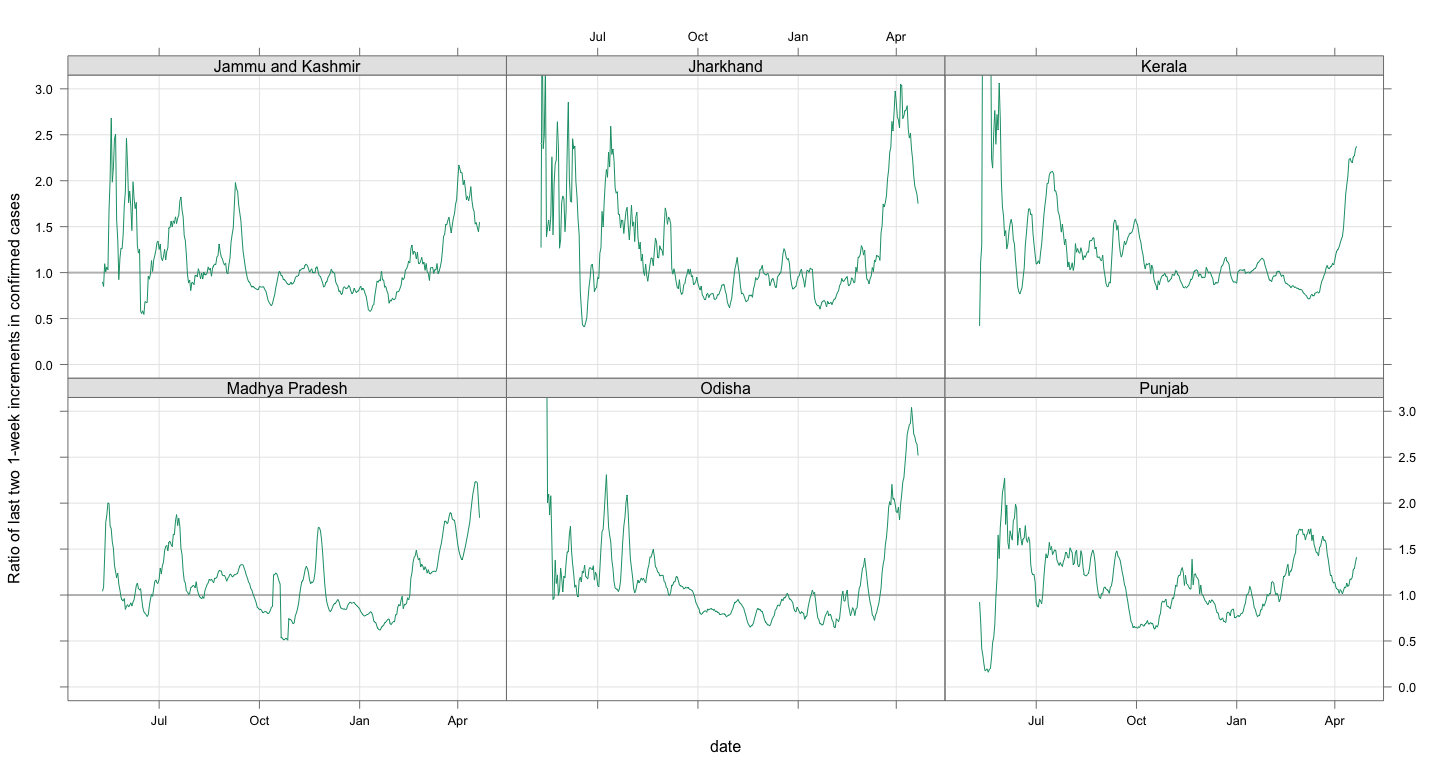 Jul Oct Jan Apr
Jammu and Kashmir Jharkhand Kerala
3.0
2.5
2.0
1.5
1.0
0.5
0.0
Madhya Pradesh Odisha Punjab
3.0
2.5
2.0
1.5
1.0
0.5
0.0
Jul Oct Jan Apr Jul Oct Jan Apr
date
Ratio of last two 1-week increments in confirmed cases